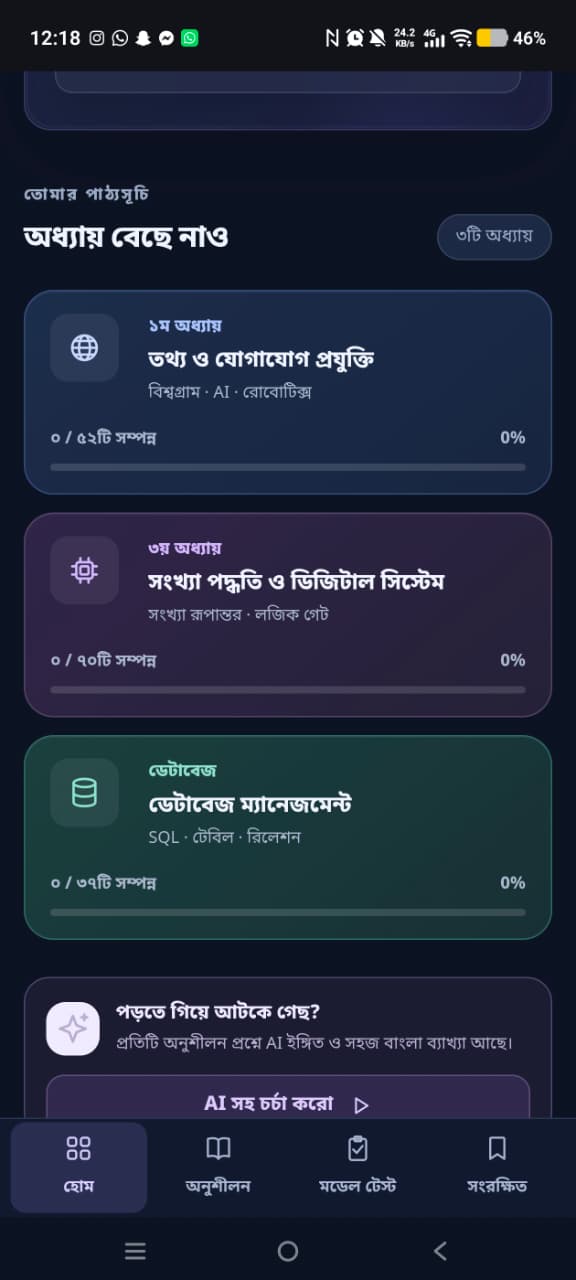 12:18
24.2
KB/s
4G
46%
তোমার পাঠ্যসূচি
অধ্যায় বেছে নাও
৩টি অধ্যায়
১ম অধ্যায়
তথ্য ও যোগাযোগ প্রযুক্তি
বিশ্বগ্রাম · AI · রোবোটিক্স
০ / ৫২টি সম্পন্ন
0%
৩য় অধ্যায়
সংখ্যা পদ্ধতি ও ডিজিটাল সিস্টেম
সংখ্যা রূপান্তর · লজিক গেট
০ / ৭০টি সম্পন্ন
0%
ডেটাবেজ
ডেটাবেজ ম্যানেজমেন্ট
SQL · টেবিল · রিলেশন
০ / ৩৭টি সম্পন্ন
0%
পড়তে গিয়ে আটকে গেছ?
প্রতিটি অনুশীলন প্রশ্নে AI ইঙ্গিত ও সহজ বাংলা ব্যাখ্যা আছে।
AI সহ চর্চা করো
হোম
অনুশীলন
মডেল টেস্ট
সংরক্ষিত